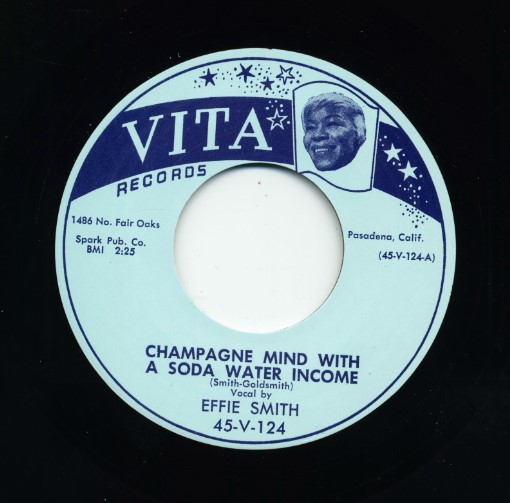 VITA
RECORDS
1486 No. Fair Oaks
Spark Pub. Co.
BMI 2:25
Pasadena, Calif.
(45-V-124-A)
CHAMPAGNE MIND WITH
A SODA WATER INCOME
(Smith-Goldsmith)
Vocal by
EFFIE SMITH
45-V-124